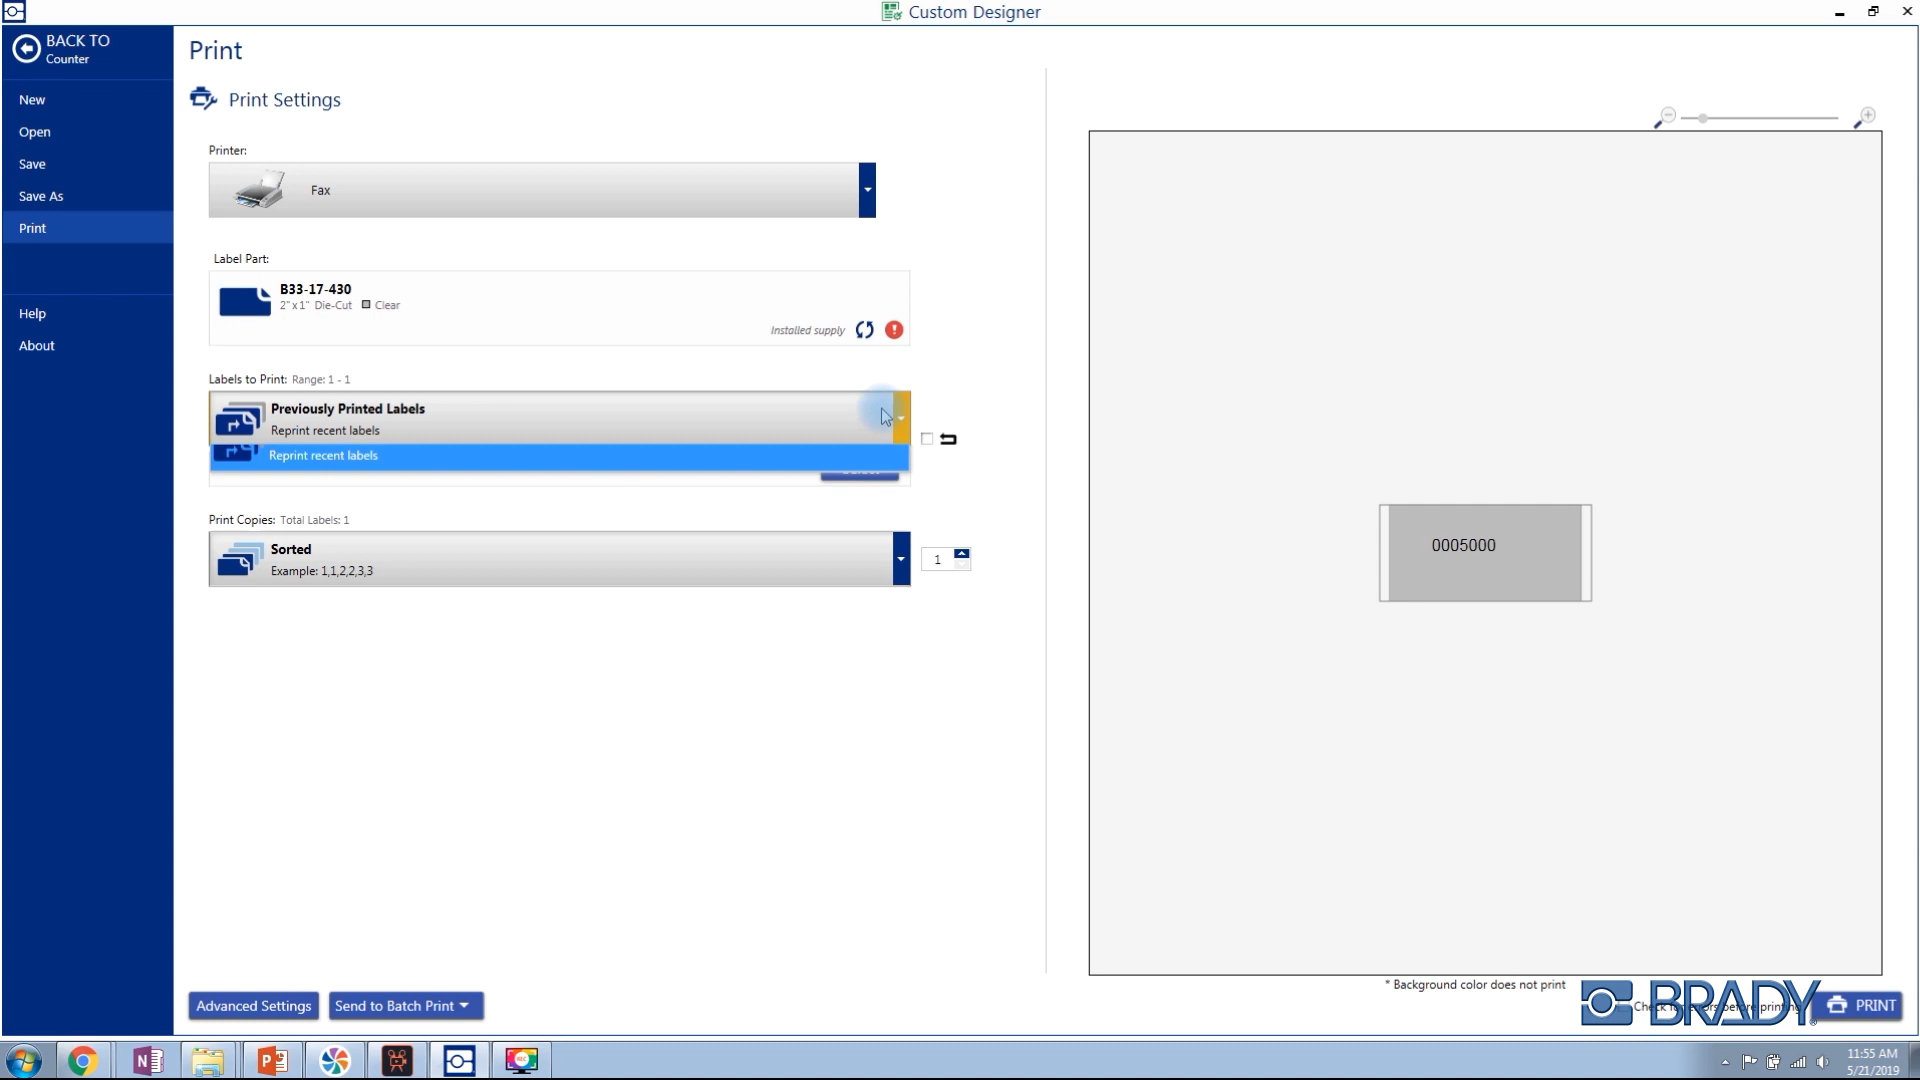 Custom Designer
BACK TO
Counter
New
Open
Save
Save As
Print
Help
About
Print
Print Settings
Printer:
Fax
Label Part:
B33-17-430
2"x1" Die-Cut Clear
Installed supply
Labels to Print: Range: 1 - 1
Previously Printed Labels
Reprint recent labels
Reprint recent labels
Print Copies: Total Labels: 1
Sorted
Example: 1,1,2,2,3,3
1
0005000
* Background color does not print
Advanced Settings
Send to Batch Print
BRADY
before printing
PRINT
11:55 AM
5/21/2019